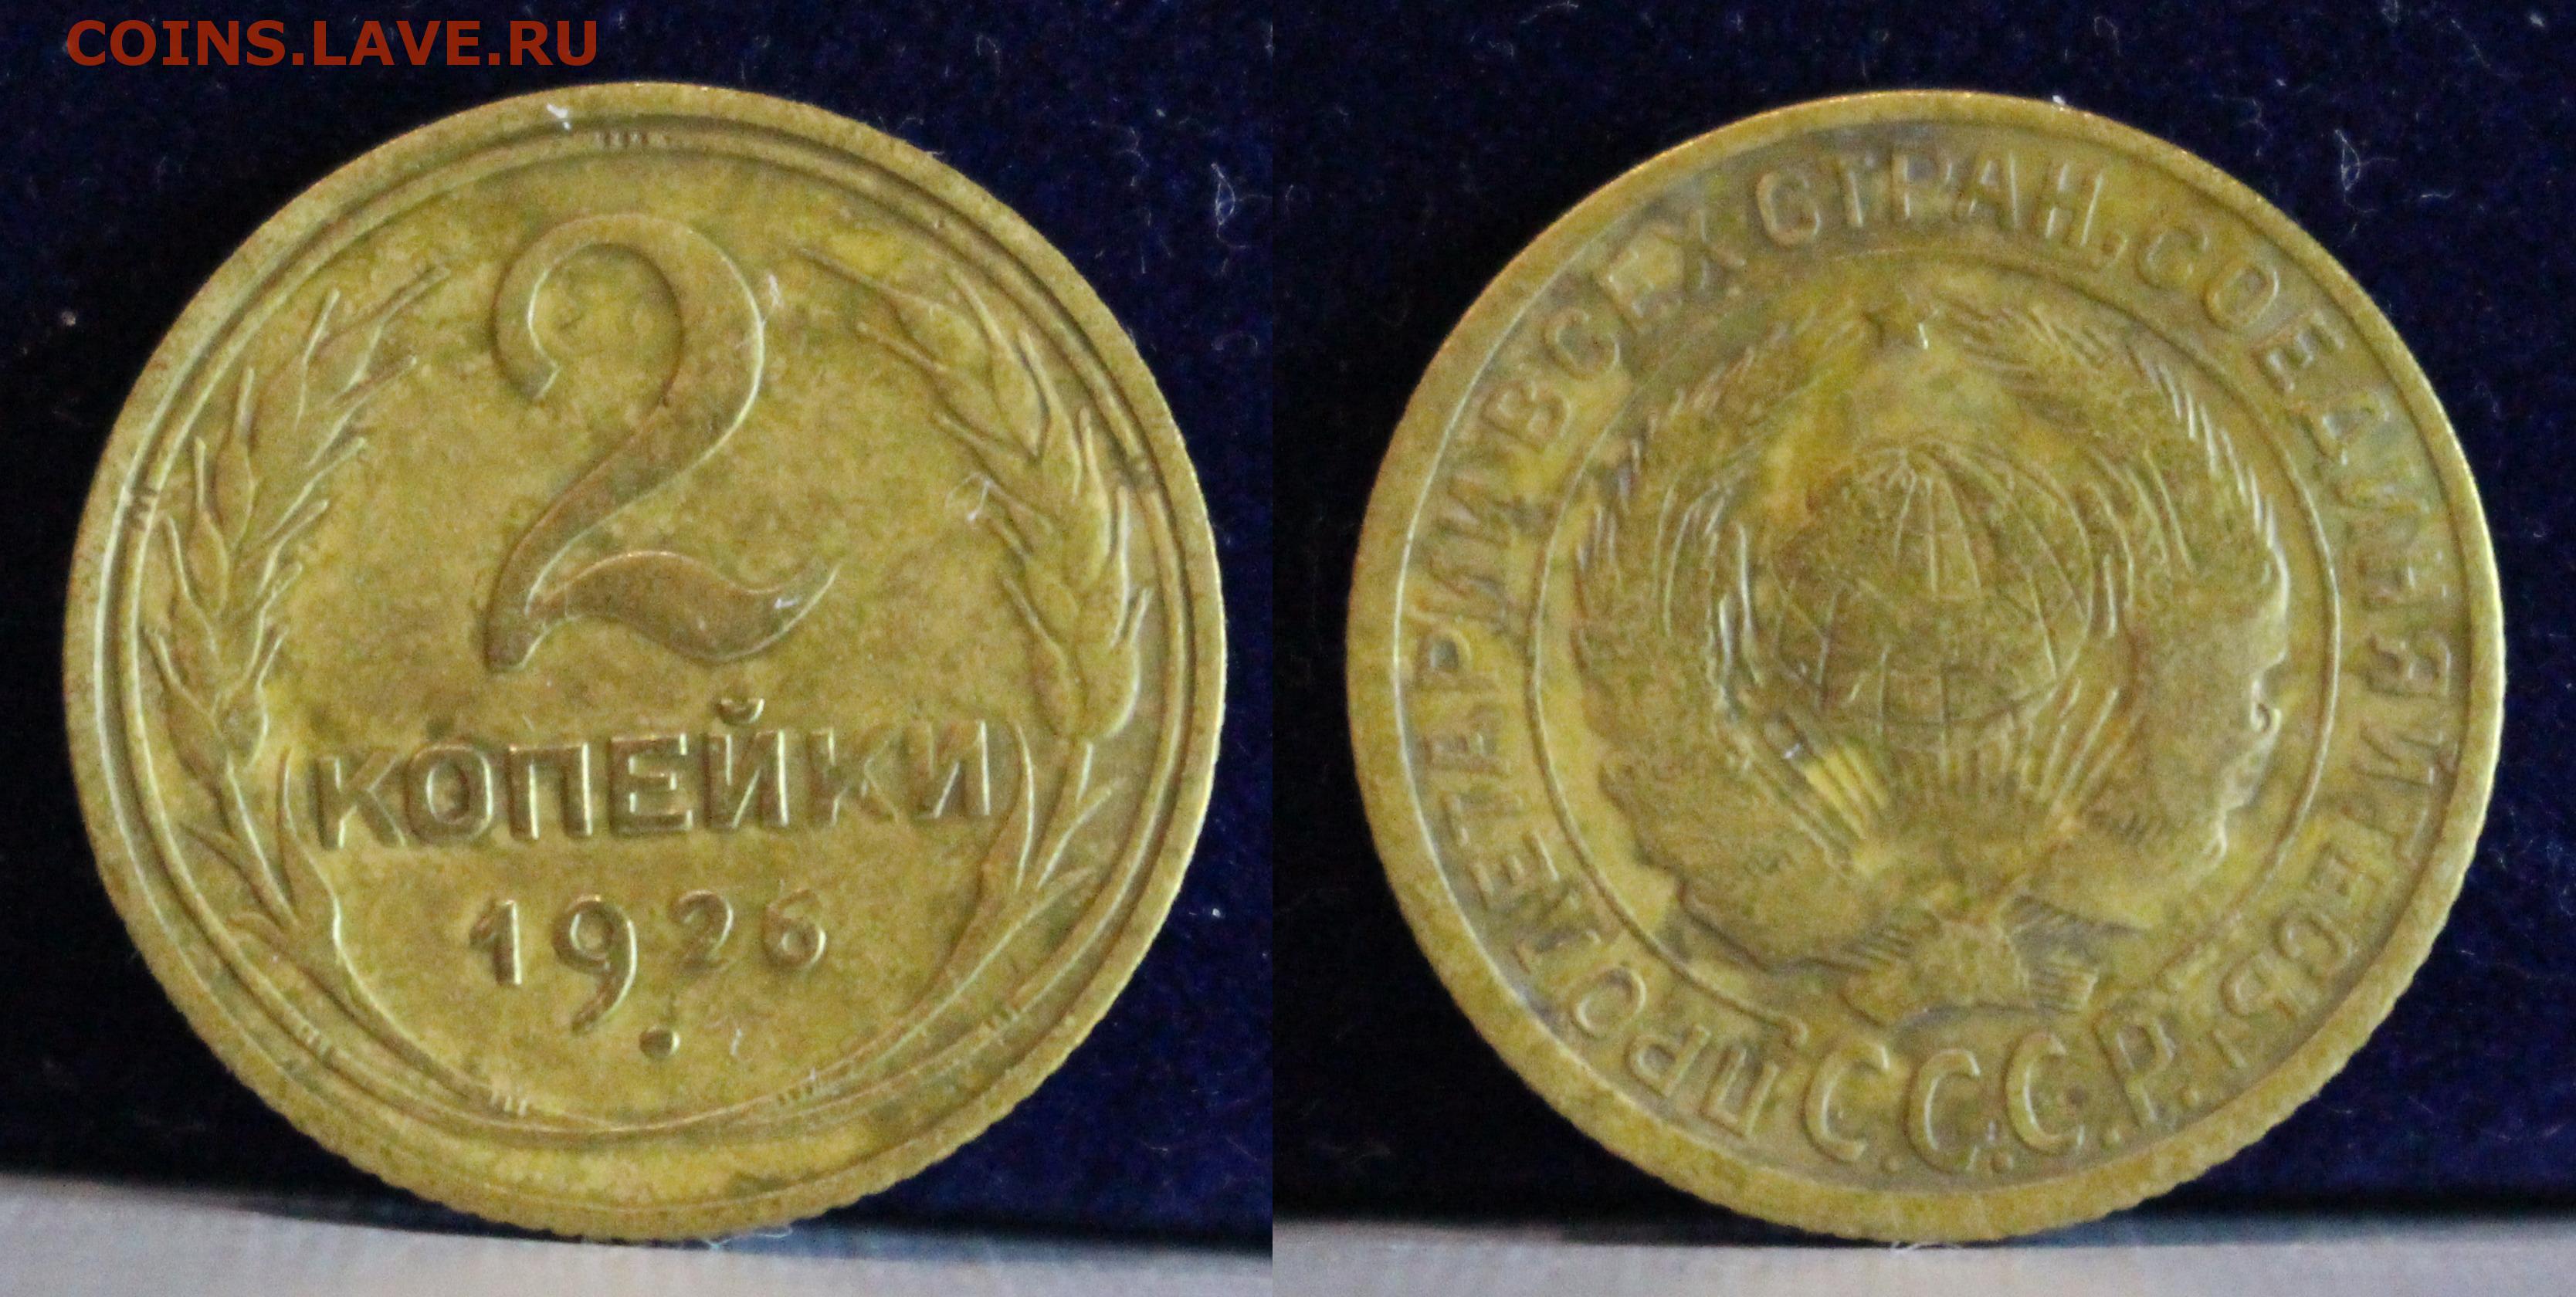 COINS.LAVE.RU
2
КОПЕЙКИ
1926
ПРОЛЕТАРИИ ВСЕХ СТРАН, СОЕДИНЯЙТЕСЬ!
С.С.С.Р.